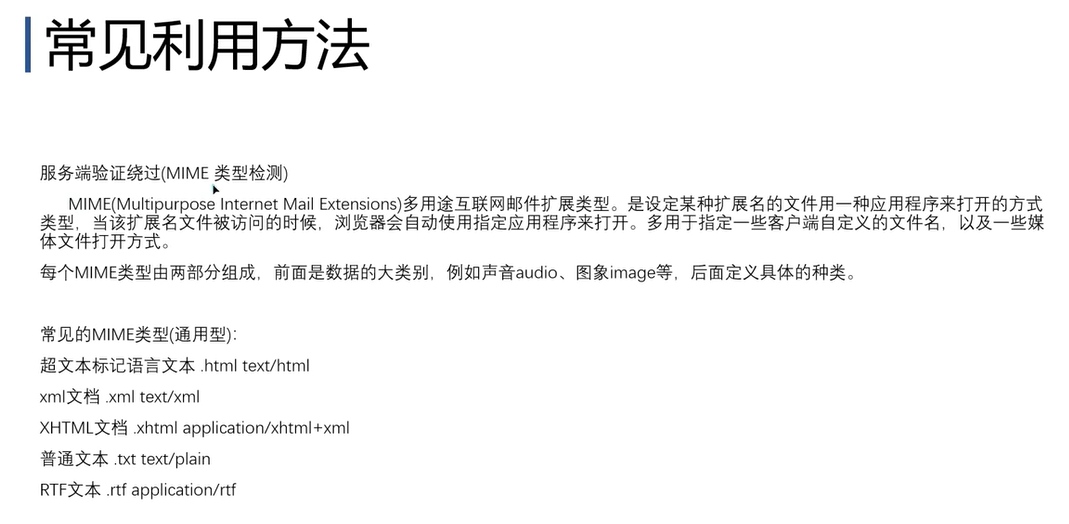 常见利用方法
服务端验证绕过(MIME 类型检测)
MIME(Multipurpose Internet Mail Extensions)多用途互联网邮件扩展类型。是设定某种扩展名的文件用一种应用程序来打开的方式
类型，当该扩展名文件被访问的时候，浏览器会自动使用指定应用程序来打开。多用于指定一些客户端自定义的文件名，以及一些媒
体文件打开方式。
每个MIME类型由两部分组成，前面是数据的大类别，例如声音audio、图象image等，后面定义具体的种类。
常见的MIME类型(通用型)：
超文本标记语言文本 .html text/html
xml文档 .xml text/xml
XHTML文档 .xhtml application/xhtml+xml
普通文本 .txt text/plain
RTF文本 .rtf application/rtf